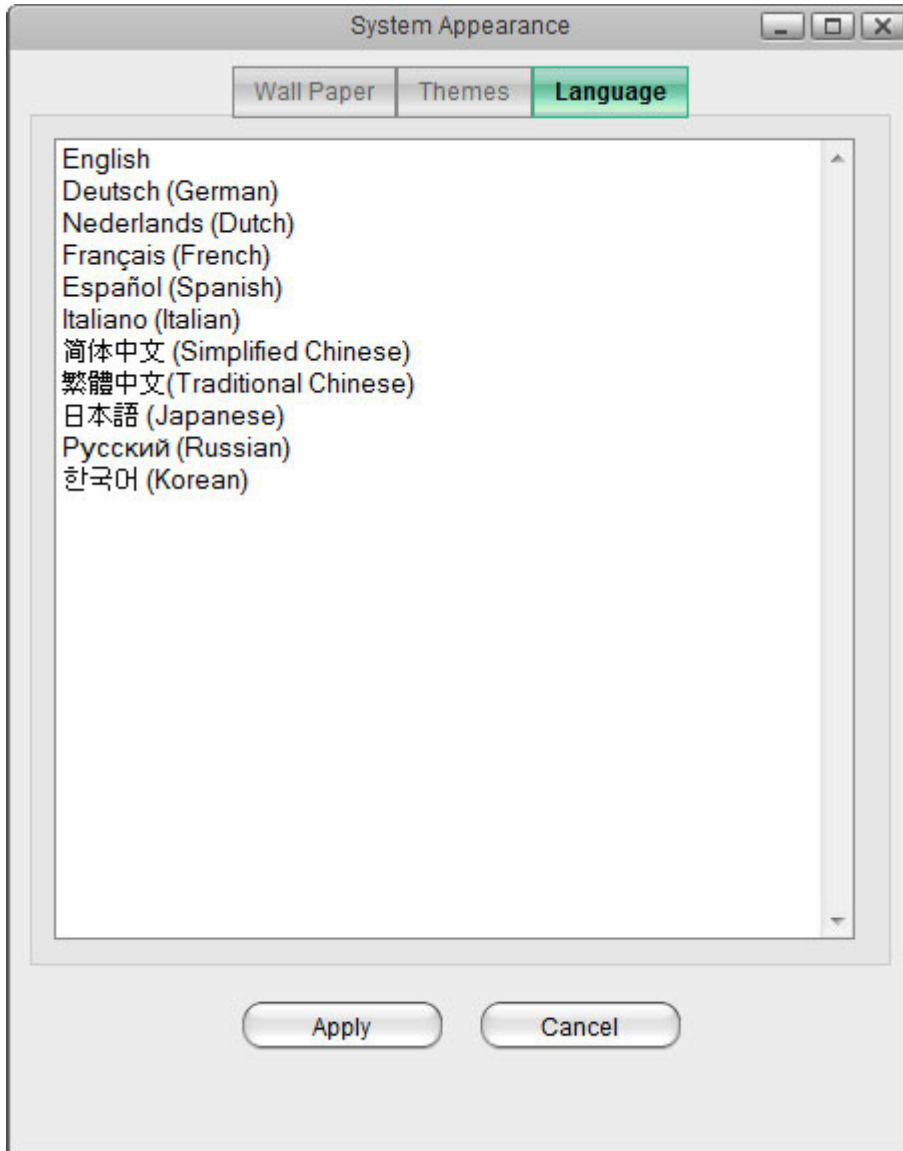 System Appearance
Wall Paper Themes Language
English
Deutsch (German)
Nederlands (Dutch)
Français (French)
Español (Spanish)
Italiano (Italian)
简体中文 (Simplified Chinese)
繁體中文(Traditional Chinese)
日本語 (Japanese)
Русский (Russian)
한국어 (Korean)
Apply Cancel